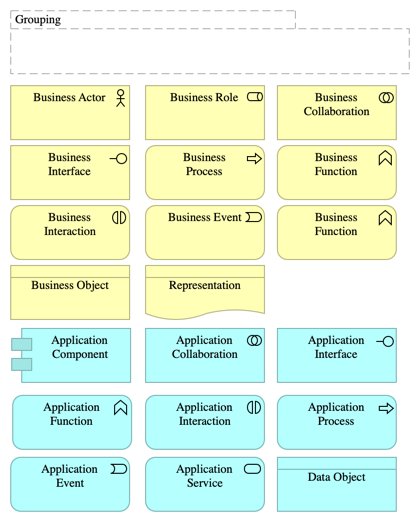 Grouping
Business Actor
Business Role
Business
Collaboration
Business
Interface
Business
Process
Business
Function
Business
Interaction
Business Event
Business
Function
Business Object
Representation
Application
Component
Application
Collaboration
Application
Interface
Application
Function
Application
Interaction
Application
Process
Application
Event
Application
Service
Data Object